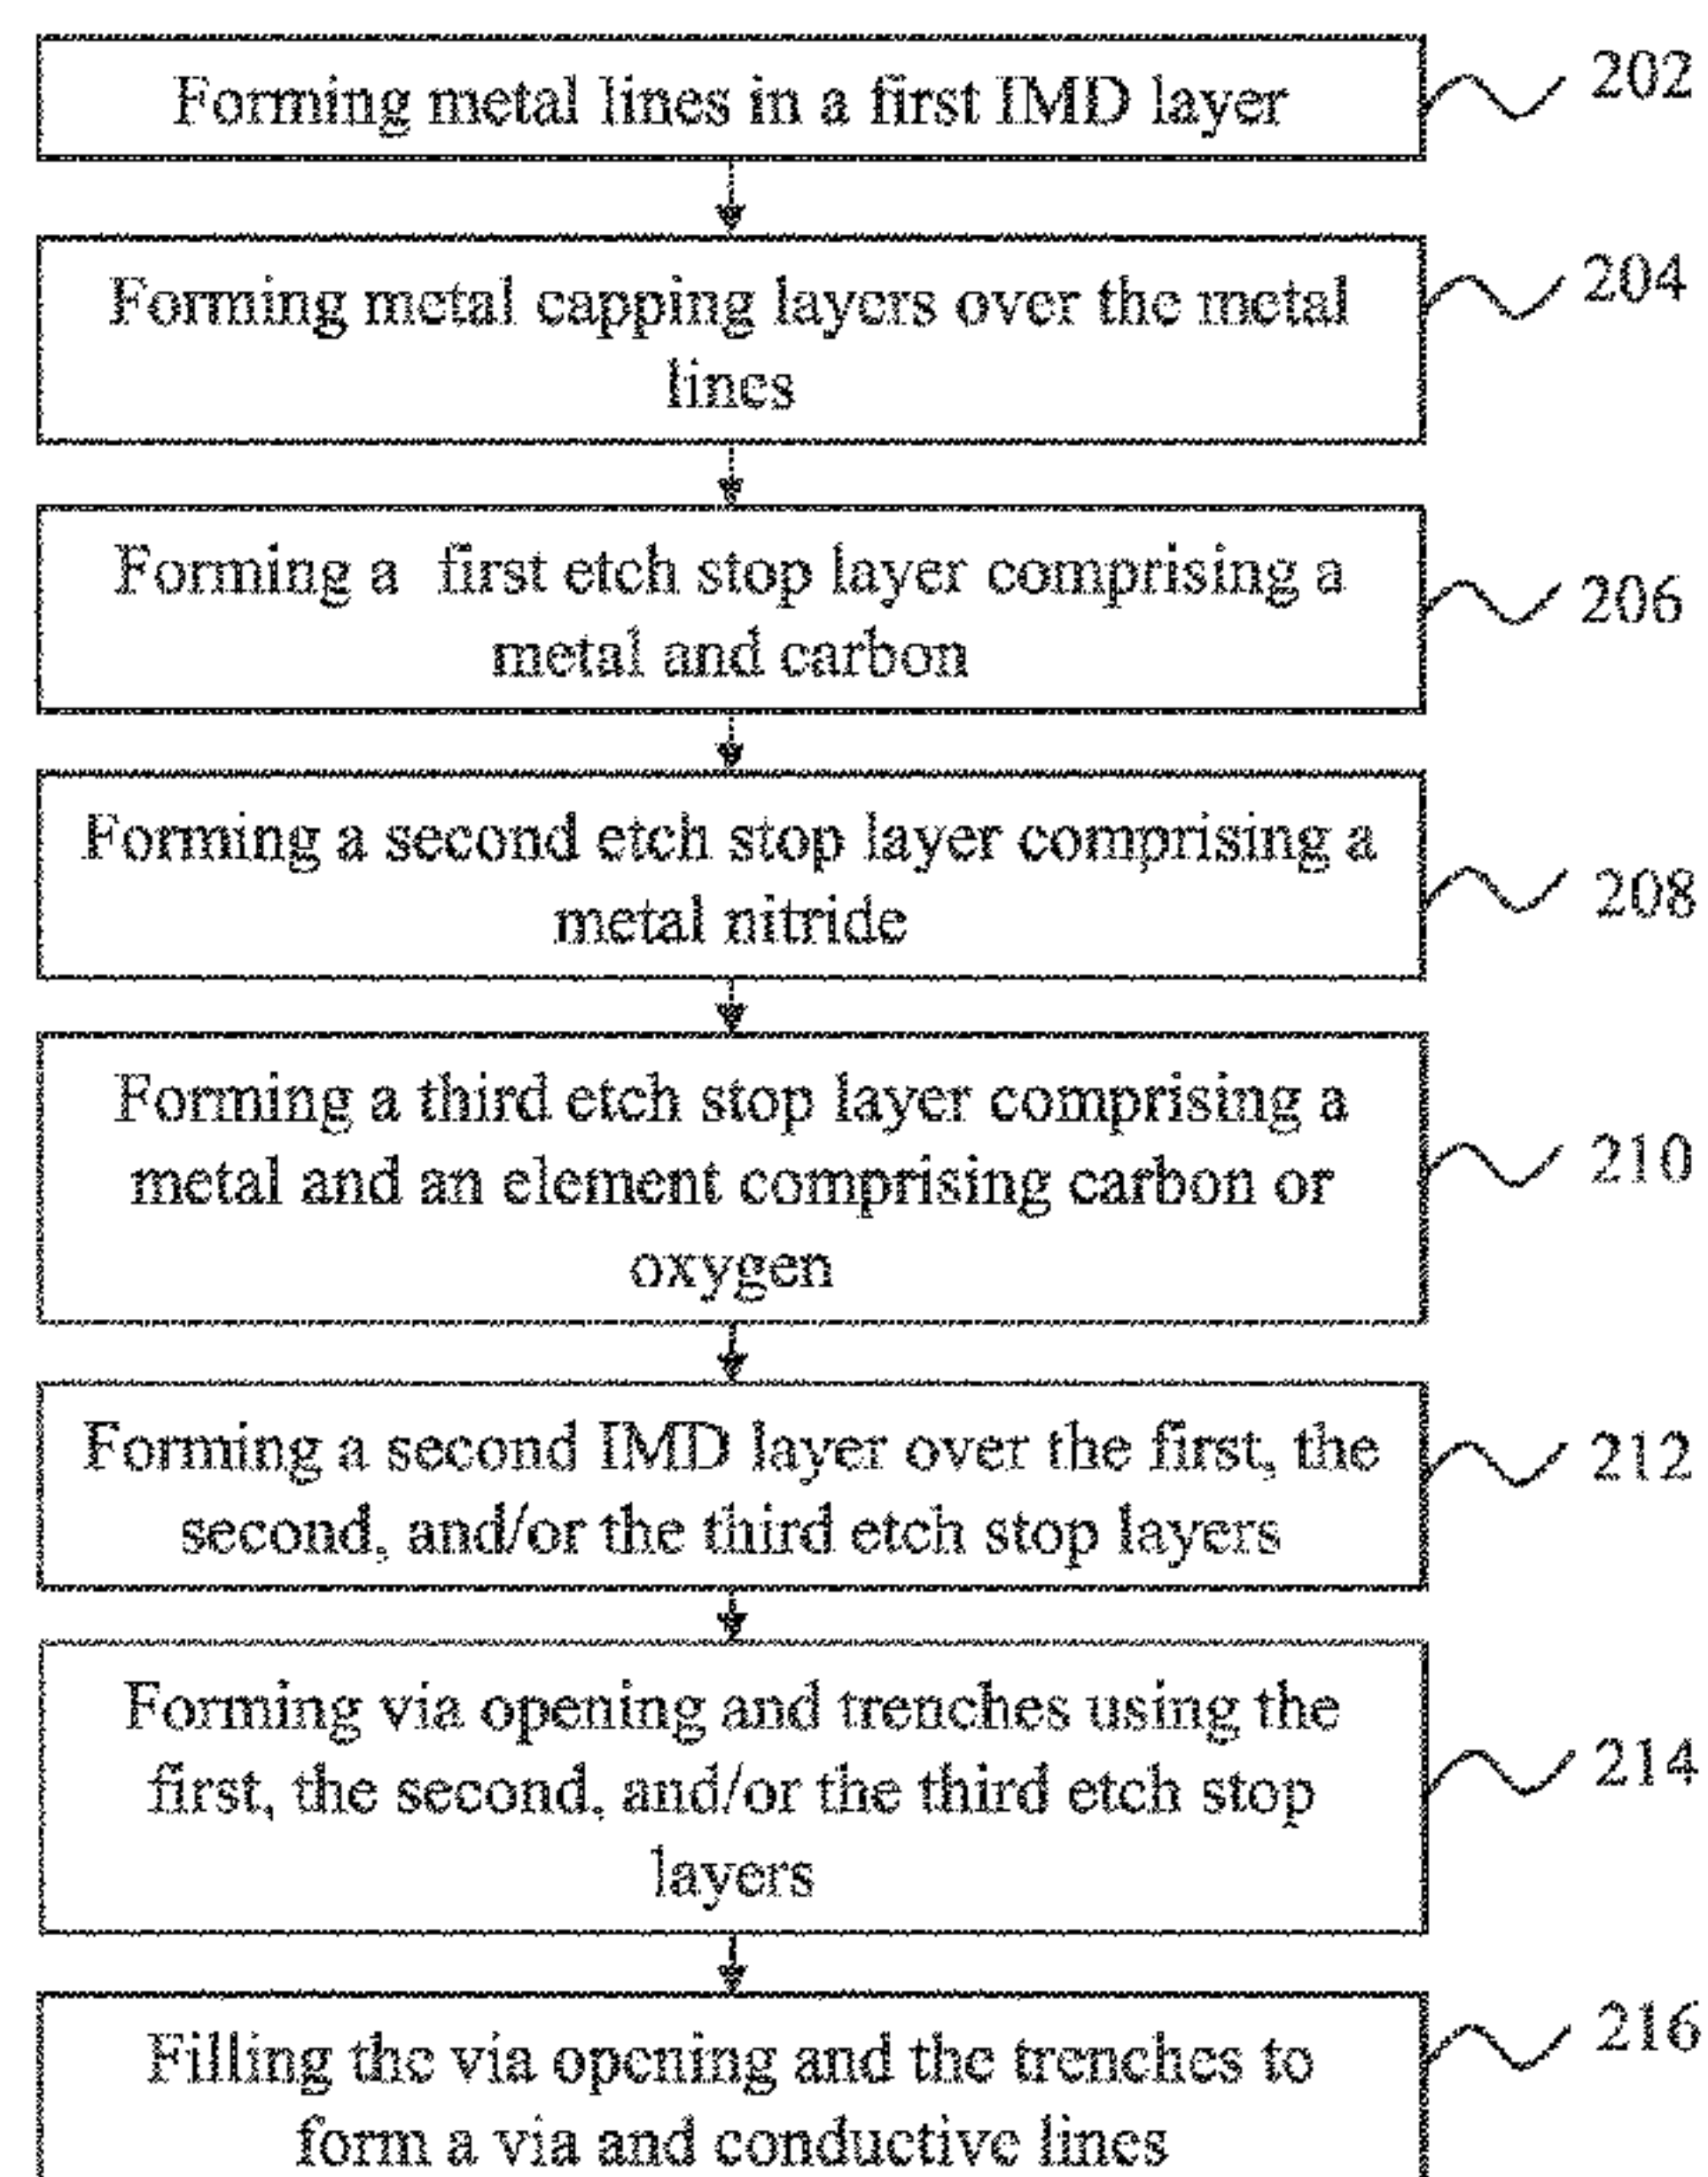 Forming metal lines in a first IMD layer
202
Forming metal capping layers over the metal
lines
204
Forming a first etch stop layer comprising a
metal and carbon
206
Forming a second etch stop layer comprising a
metal nitride
208
Forming a third etch stop layer comprising a
metal and an element comprising carbon or
oxygen
210
Forming a second IMD layer over the first, the
second, and/or the third etch stop layers
212
Forming via opening and trenches using the
first, the second, and/or the third etch stop
layers
214
Filling the via opening and the trenches to
form a via and conductive lines
216